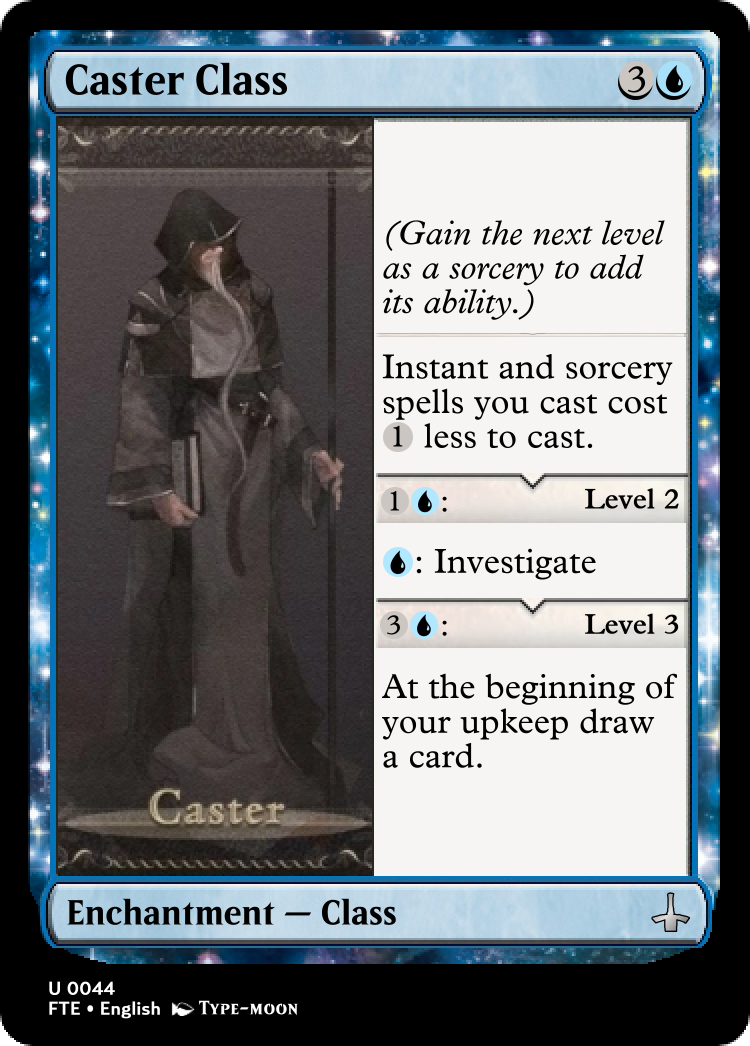 Caster Class 3
(Gain the next level
as a sorcery to add
its ability.)
Instant and sorcery
spells you cast cost
1 less to cast.
1 : Level 2
: Investigate
3 : Level 3
At the beginning of
your upkeep draw
a card.
Caster
Enchantment — Class
U 0044
FTE • English TYPE-MOON